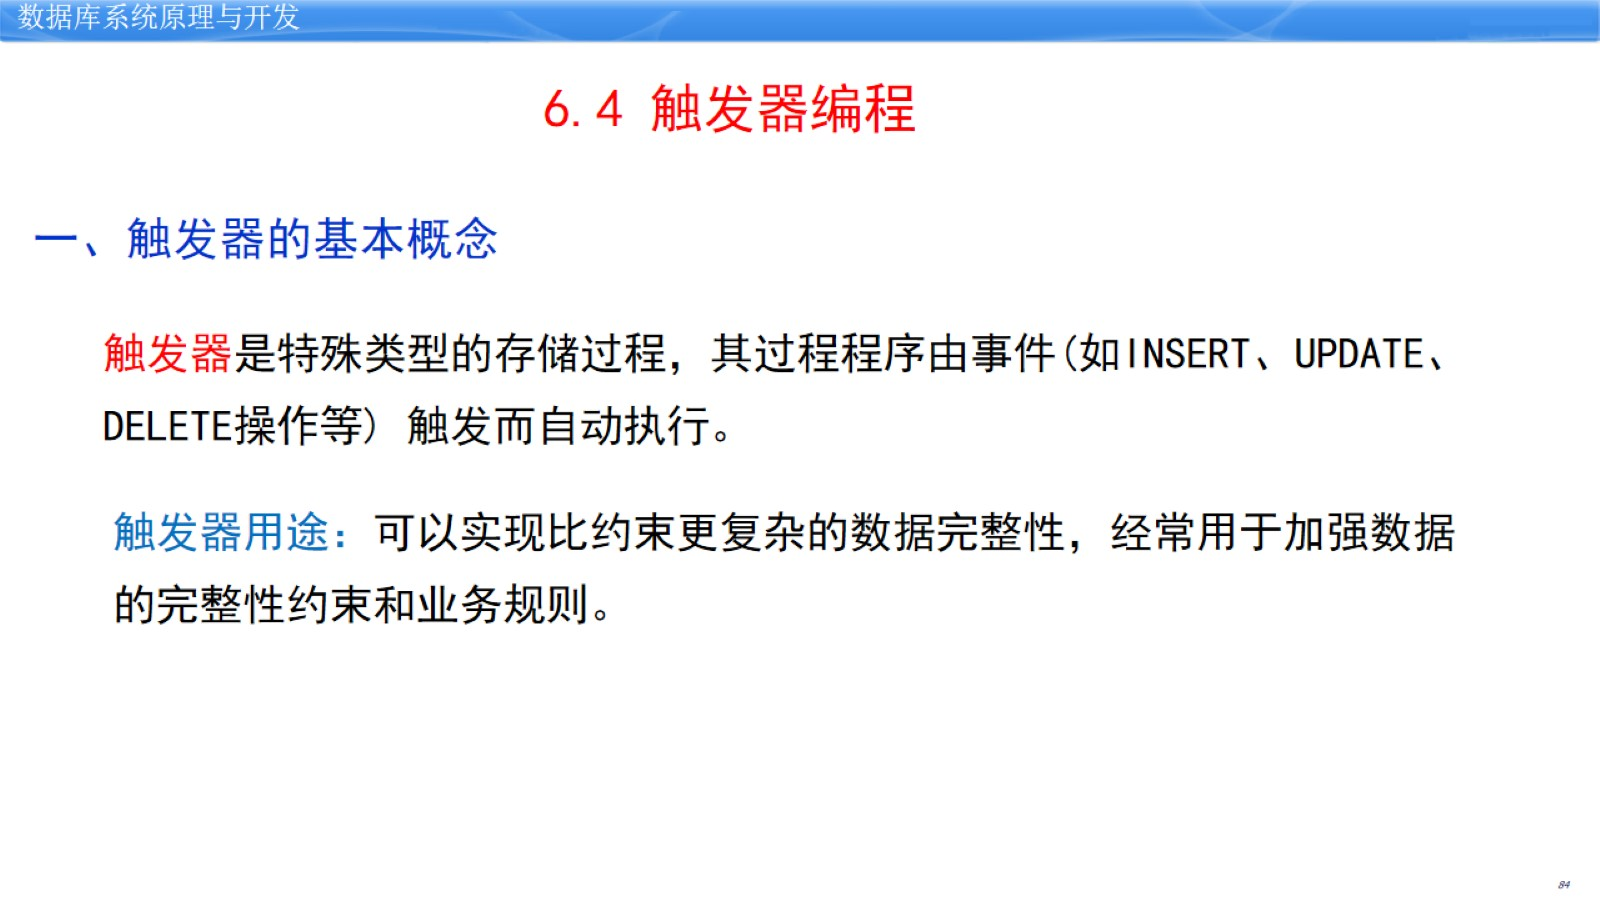 数据库系统原理与开发
6.4 触发器编程
一、触发器的基本概念
触发器是特殊类型的存储过程，其过程程序由事件(如INSERT、UPDATE、
DELETE操作等) 触发而自动执行。
触发器用途：可以实现比约束更复杂的数据完整性，经常用于加强数据
的完整性约束和业务规则。
84